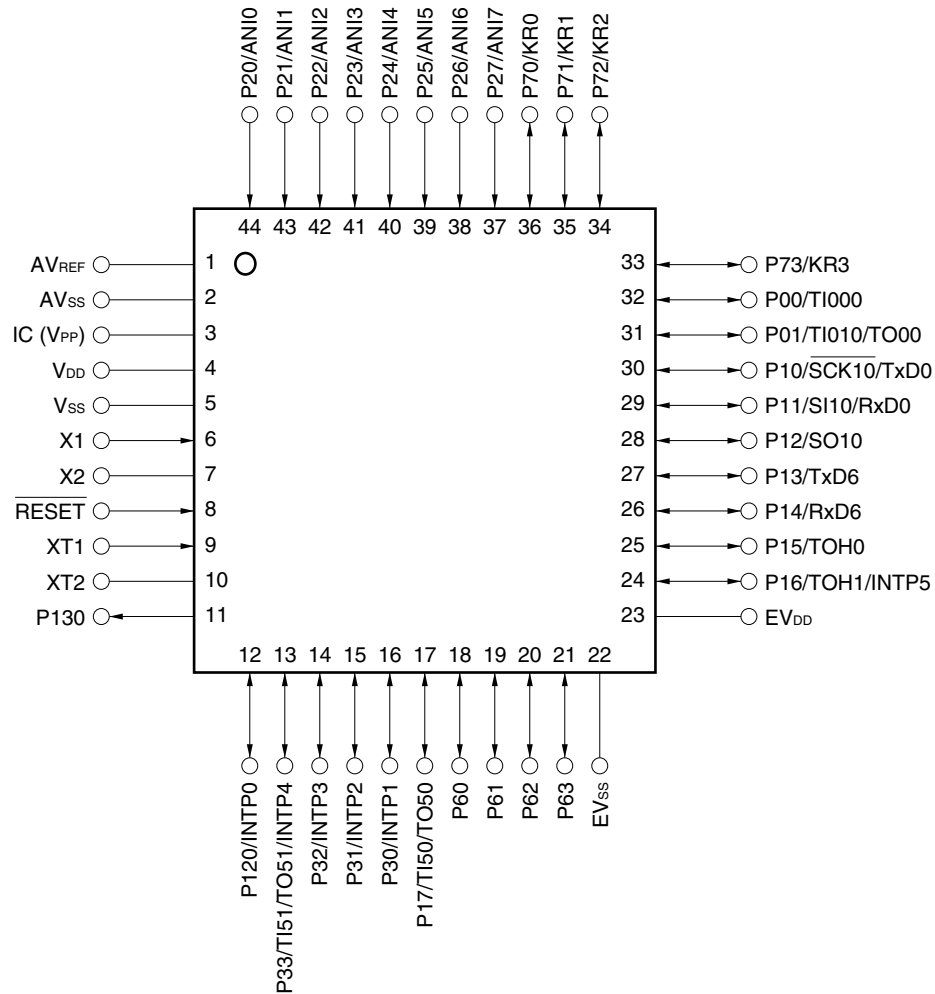 P20/ANI0
P21/ANI1
P22/ANI2
P23/ANI3
P24/ANI4
P25/ANI5
P26/ANI6
P27/ANI7
P70/KR0
P71/KR1
P72/KR2
44 43 42 41 40 39 38 37 36 35 34
AVREF 1
AVSS 2
IC (VPP) 3
VDD 4
VSS 5
X1 6
X2 7
RESET 8
XT1 9
XT2 10
P130 11
33 P73/KR3
32 P00/TI000
31 P01/TI010/TO00
30 P10/SCK10/TxD0
29 P11/SI10/RxD0
28 P12/SO10
27 P13/TxD6
26 P14/RxD6
25 P15/TOH0
24 P16/TOH1/INTP5
23 EVDD
12 13 14 15 16 17 18 19 20 21 22
P120/INTP0
P33/TI51/TO51/INTP4
P32/INTP3
P31/INTP2
P30/INTP1
P17/TI50/TO50
P60
P61
P62
P63
EVSS